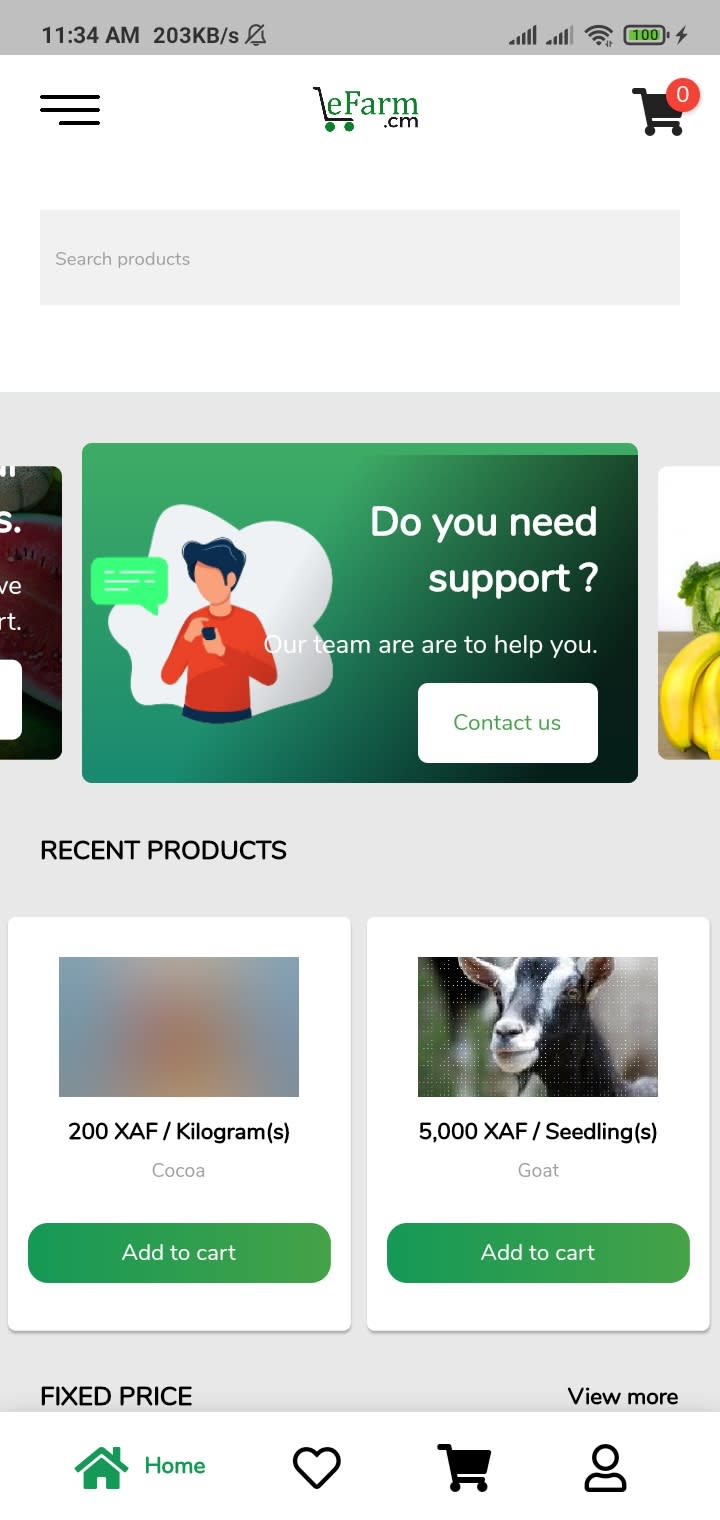 11:34 AM 203KB/s 100
eFarm
.cm
0
Search products
s.
ve
rt.
Do you need
support ?
Our team are are to help you.
Contact us
RECENT PRODUCTS
200 XAF / Kilogram(s)
Cocoa
Add to cart
5,000 XAF / Seedling(s)
Goat
Add to cart
FIXED PRICE
View more
Home